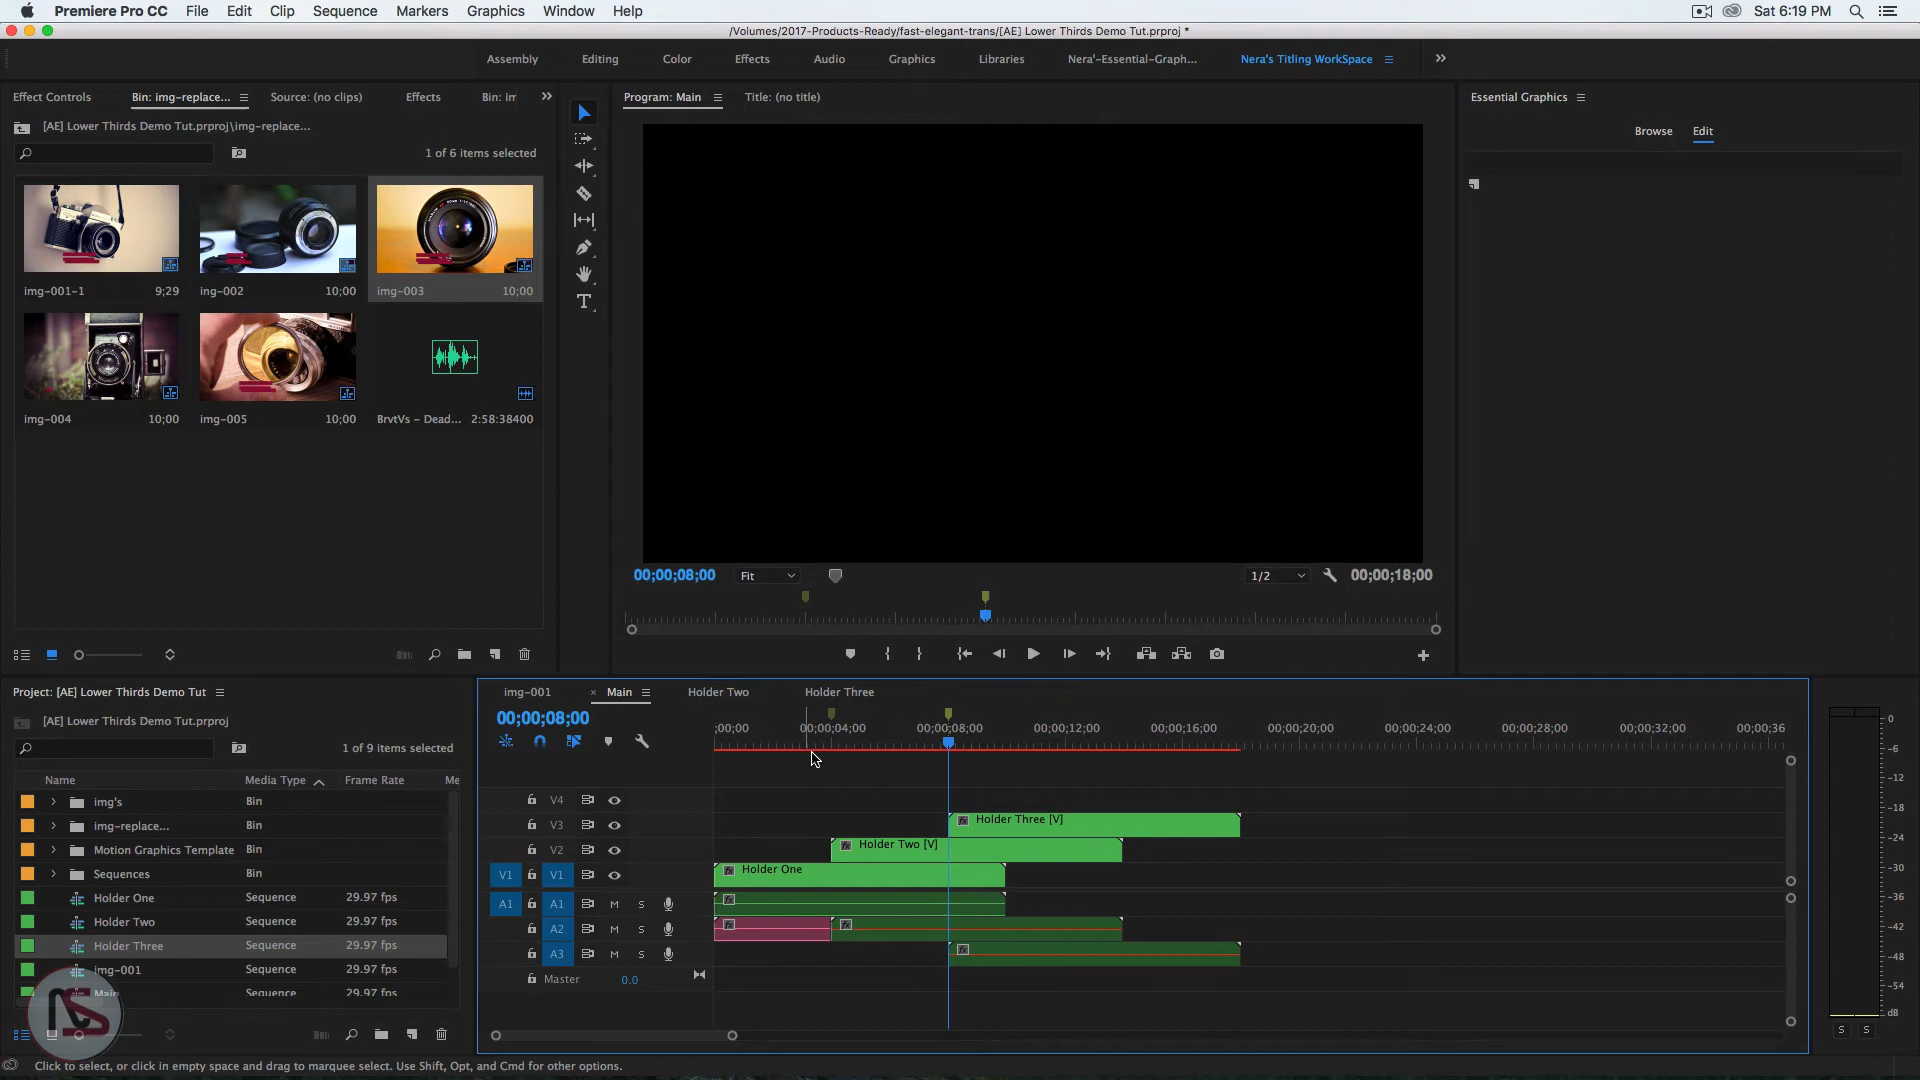 Premiere Pro CC File Edit Clip Sequence Markers Graphics Window Help Sat 6:19 PM
/Volumes/2017-Products-Ready/fast-elegant-trans/[AE] Lower Thirds Demo Tut.prproj *
Assembly Editing Color Effects Audio Graphics Libraries Nera'-Essential-Graph... Nera's Titling WorkSpace
Effect Controls Bin: img-replace... Source: (no clips) Effects Bin: im
[AE] Lower Thirds Demo Tut.prproj\img-replace...
1 of 6 items selected
img-001-1 9;29 ing-002 10;00 img-003 10;00
img-004 10;00 img-005 10;00 BrvtVs - Dead... 2:58:38400
Program: Main Title: (no title)
00;00;08;00 Fit 1/2 00;00;18;00
Essential Graphics
Browse Edit
Project: [AE] Lower Thirds Demo Tut
[AE] Lower Thirds Demo Tut.prproj
1 of 9 items selected
Name Media Type Frame Rate Me
img's Bin
img-replace... Bin
Motion Graphics Template Bin
Sequences Bin
Holder One Sequence 29.97 fps
Holder Two Sequence 29.97 fps
Holder Three Sequence 29.97 fps
img-001 Sequence 29.97 fps
Main Sequence 29.97 fps
img-001 Main Holder Two Holder Three
00;00;08;00
;00;00 00;00;04;00 00;00;08;00 00;00;12;00 00;00;16;00 00;00;20;00 00;00;24;00 00;00;28;00 00;00;32;00 00;00;36
V4
V3 Holder Three [V]
V2 Holder Two [V]
V1 V1 Holder One
A1 A1 M S
A2 M S
A3 M S
Master 0.0
0
-6
-12
-18
-24
-30
-36
-42
-48
-54
dB
S S
Click to select, or click in empty space and drag to marquee select. Use Shift, Opt, and Cmd for other options.